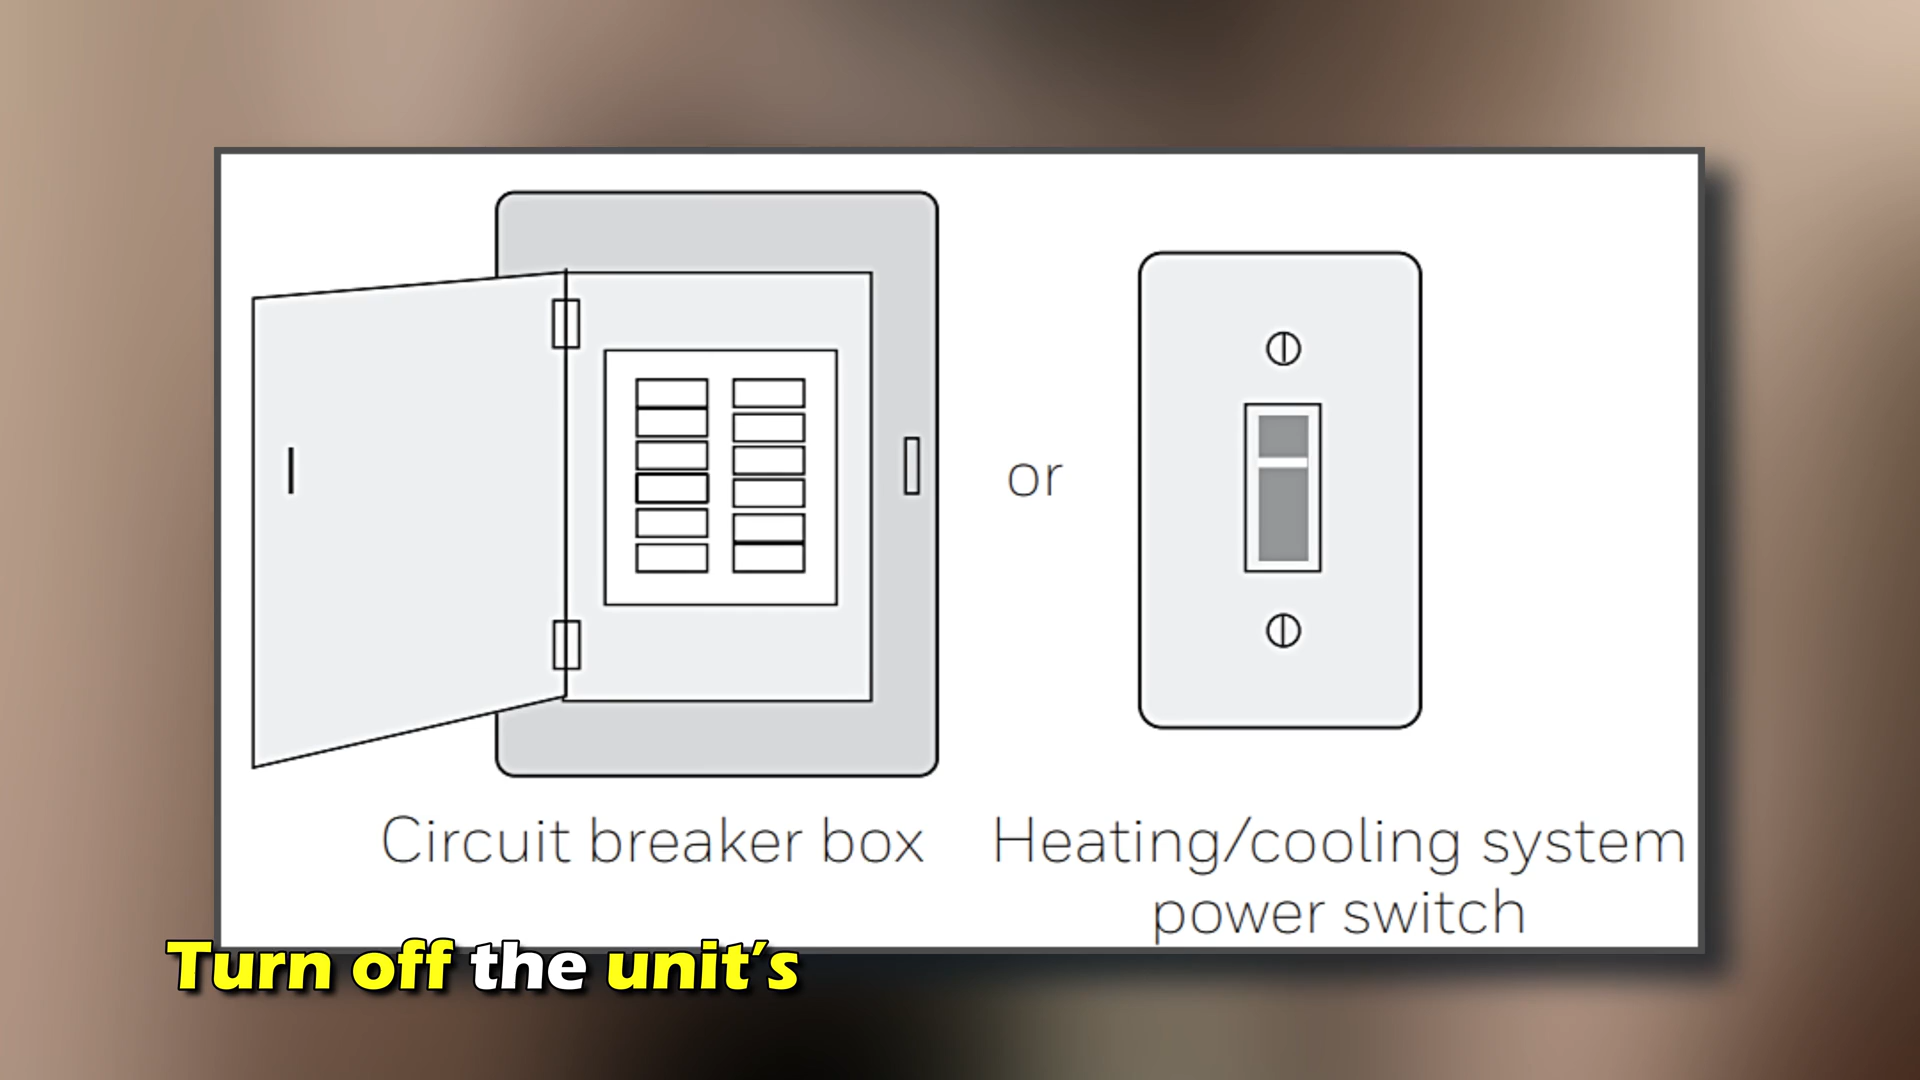 or
Circuit breaker box
Heating/cooling system
power switch
Turn off the unit's